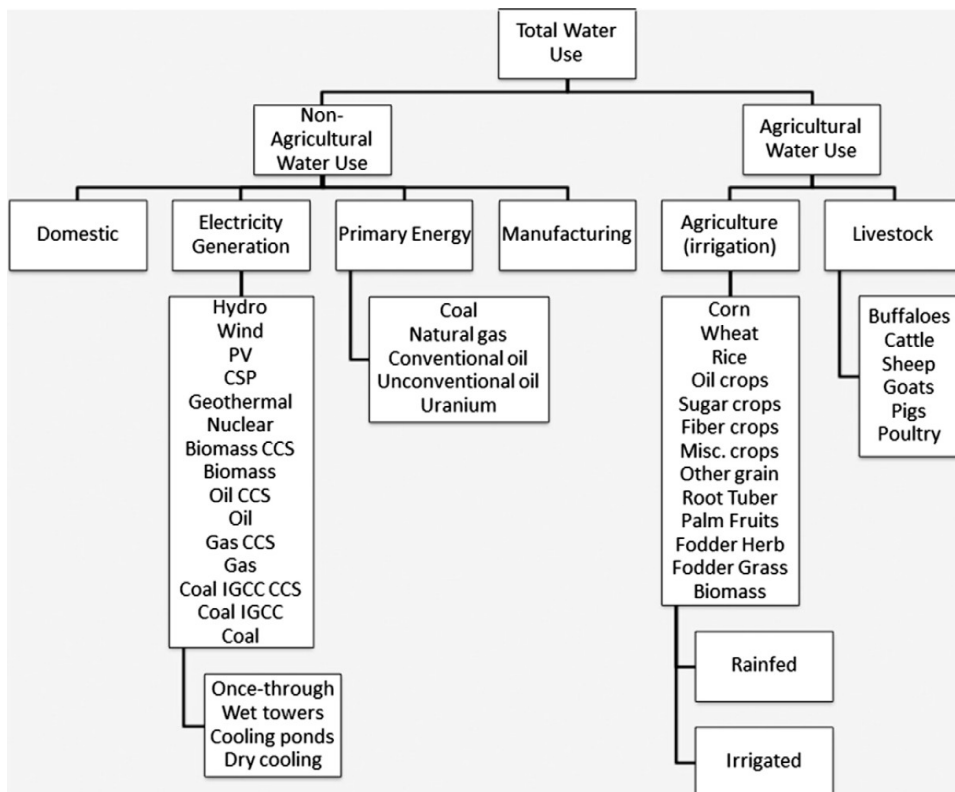 Total Water
Use
Non-
Agricultural
Water Use
Agricultural
Water Use
Domestic
Electricity
Generation
Primary Energy
Manufacturing
Agriculture
(irrigation)
Livestock
Hydro
Wind
PV
CSP
Geothermal
Nuclear
Biomass CCS
Biomass
Oil CCS
Oil
Gas CCS
Gas
Coal IGCC CCS
Coal IGCC
Coal
Once-through
Wet towers
Cooling ponds
Dry cooling
Coal
Natural gas
Conventional oil
Unconventional oil
Uranium
Corn
Wheat
Rice
Oil crops
Sugar crops
Fiber crops
Misc. crops
Other grain
Root Tuber
Palm Fruits
Fodder Herb
Fodder Grass
Biomass
Rainfed
Irrigated
Buffaloes
Cattle
Sheep
Goats
Pigs
Poultry